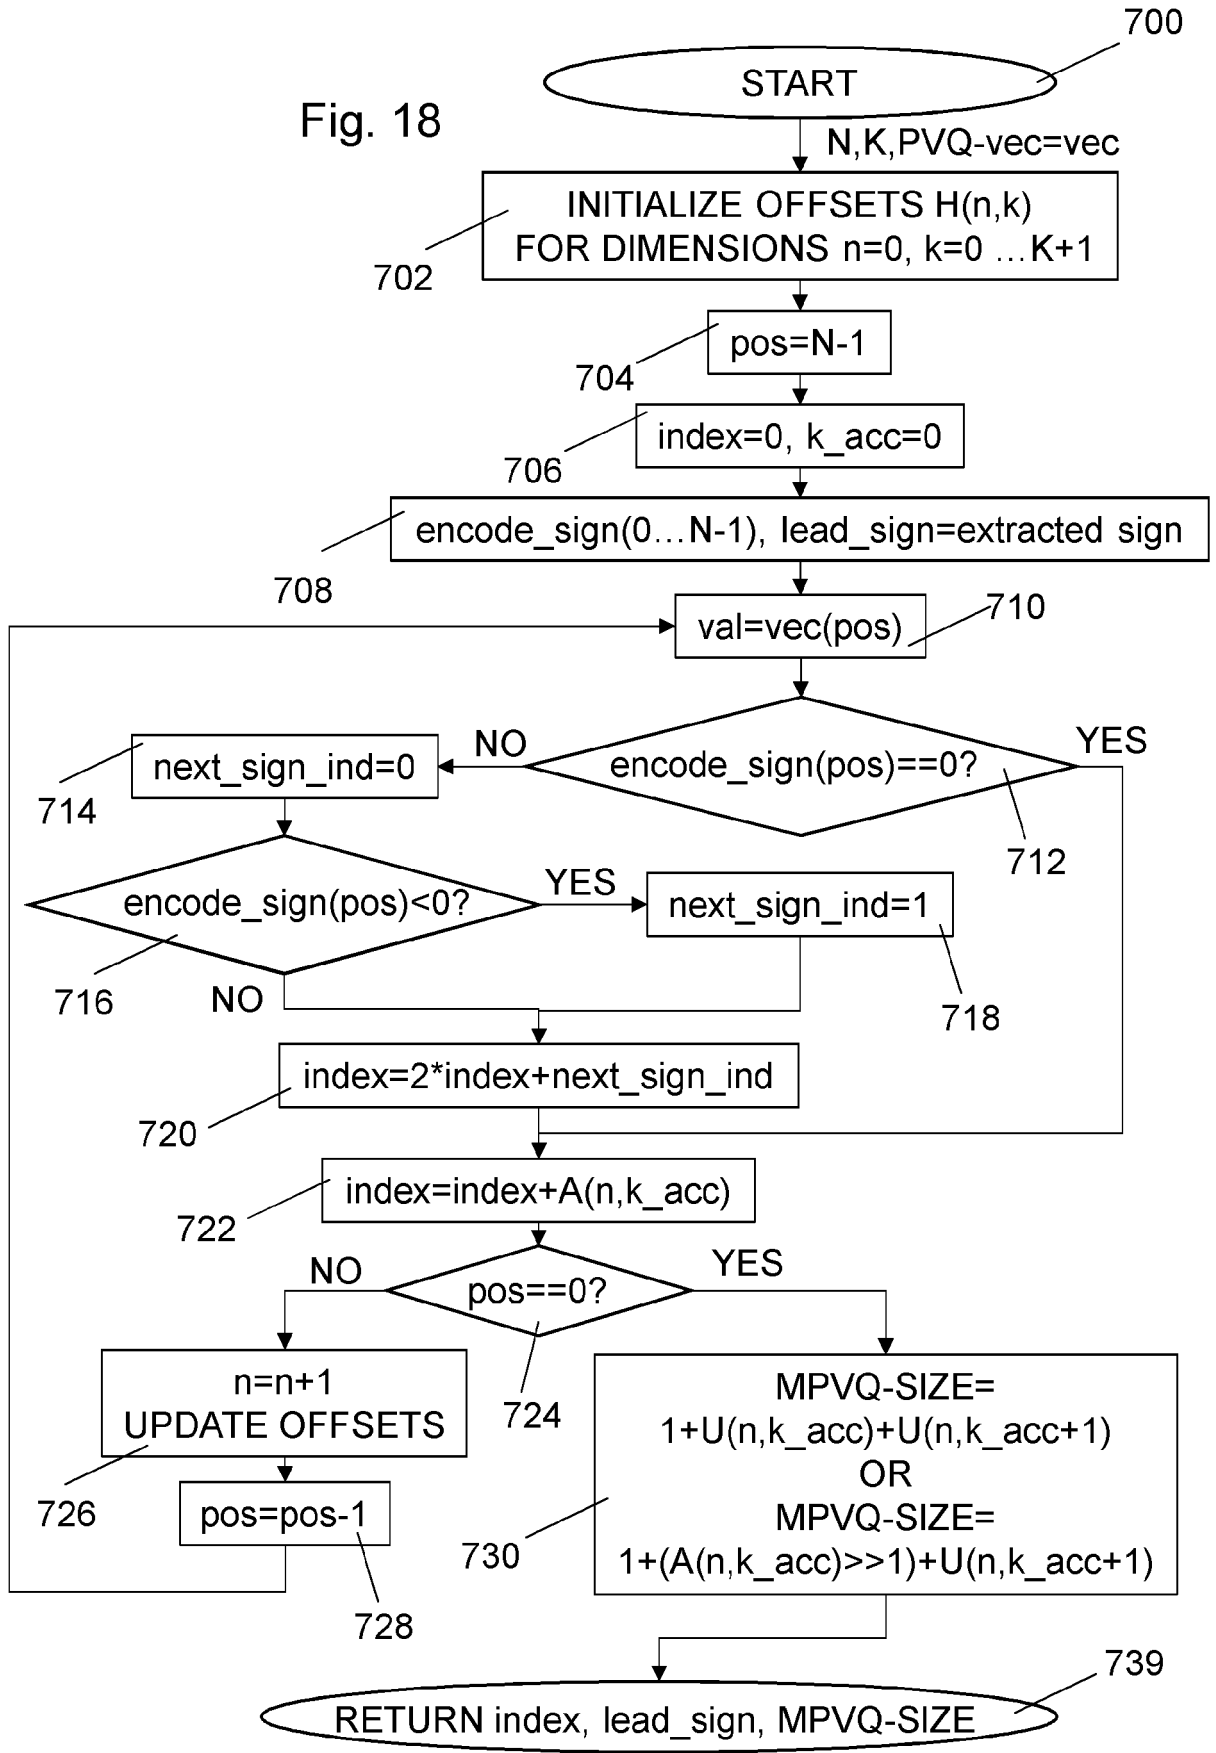 700
START
Fig. 18
N,K,PVQ-vec=vec
INITIALIZE OFFSETS H(n,k)
FOR DIMENSIONS n=0, k=0 ...K+1
702
pos=N-1
704
index=0, k_acc=0
706
encode_sign(0...N-1), lead_sign=extracted sign
708
val=vec(pos)
710
NO
YES
next_sign_ind=0
encode_sign(pos)==0?
714
712
encode_sign(pos)<0?
YES
next_sign_ind=1
716
NO
718
index=2*index+next_sign_ind
720
index=index+A(n,k_acc)
722
NO
YES
pos==0?
n=n+1
UPDATE OFFSETS
724
MPVQ-SIZE=
1+U(n,k_acc)+U(n,k_acc+1)
OR
MPVQ-SIZE=
1+(A(n,k_acc)>>1)+U(n,k_acc+1)
726
pos=pos-1
730
728
739
RETURN index, lead_sign, MPVQ-SIZE